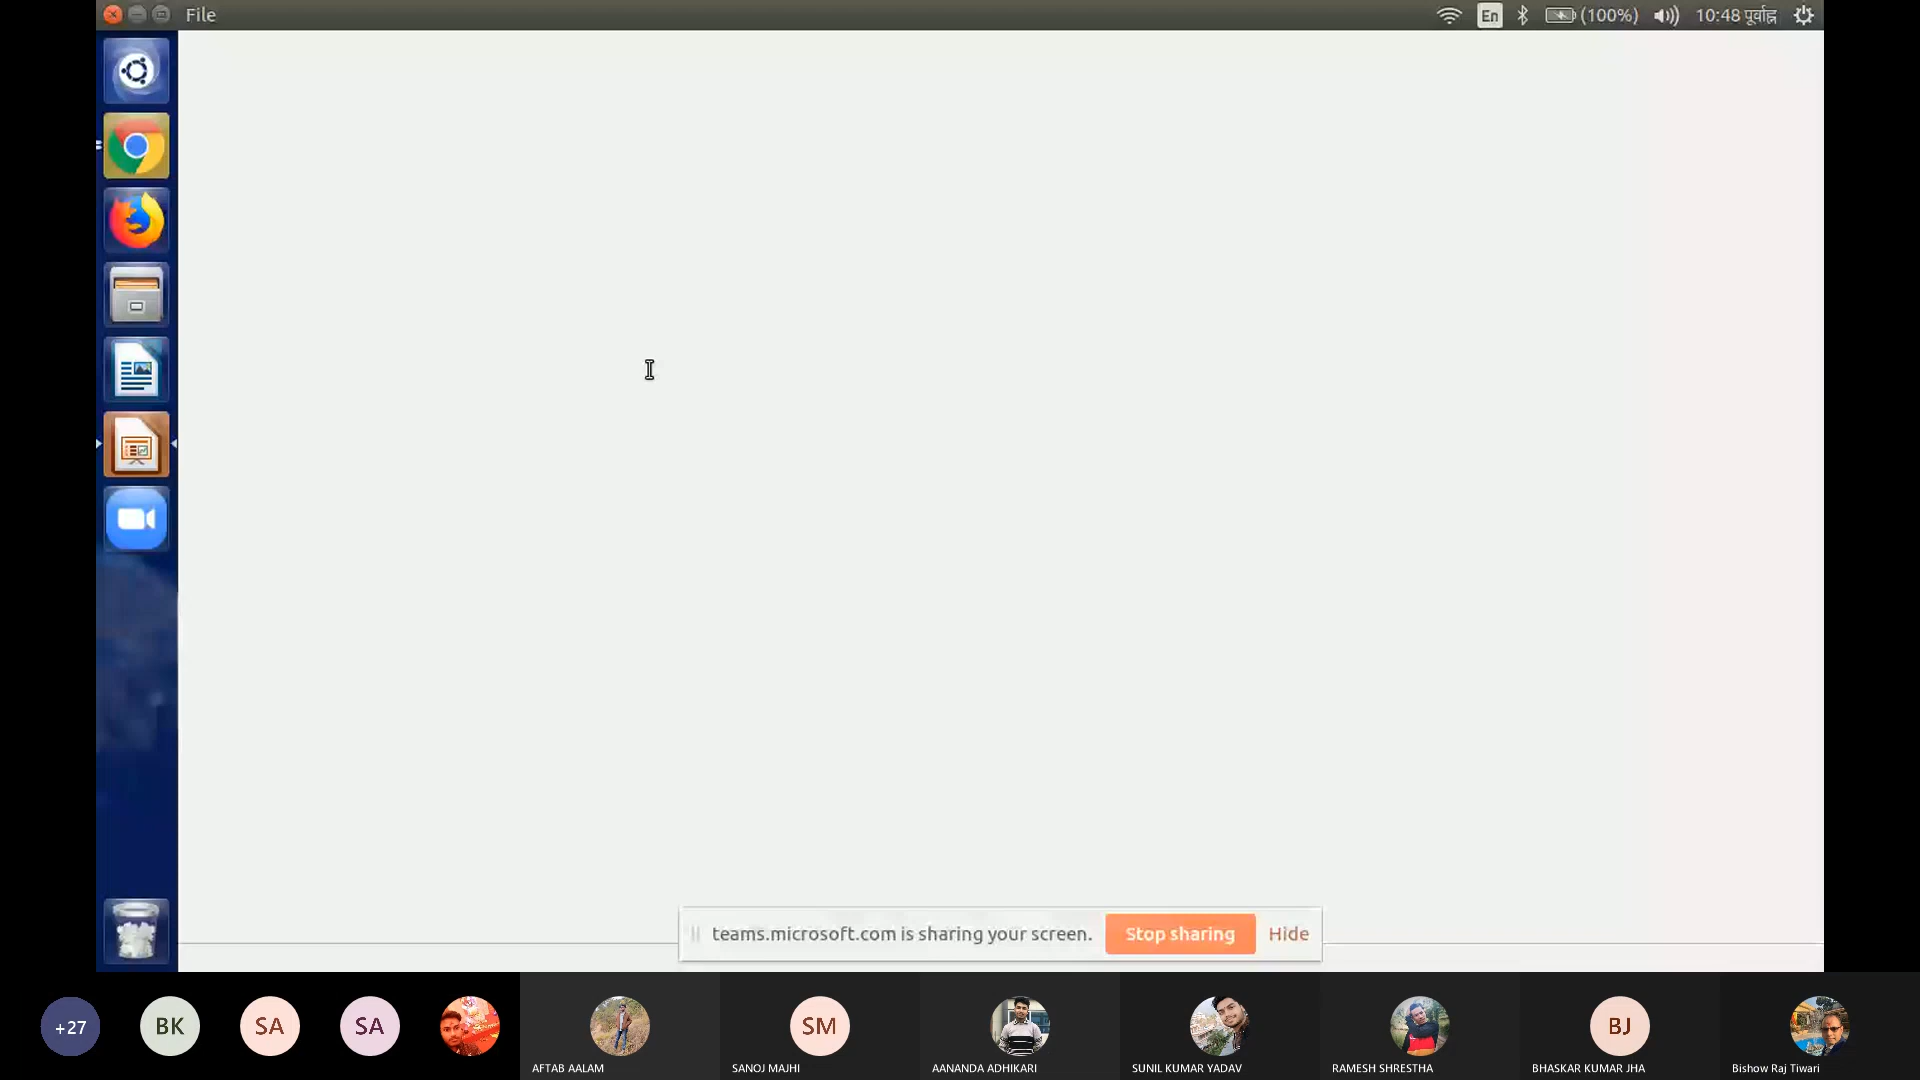 File
En
(100%)
10:48 पूर्वाह्न
teams.microsoft.com is sharing your screen.
Stop sharing
Hide
+27
BK
SA
SA
SM
BJ
AFTAB AALAM
SANOJ MAJHI
AANANDA ADHIKARI
SUNIL KUMAR YADAV
RAMESH SHRESTHA
BHASKAR KUMAR JHA
Bishow Raj Tiwari